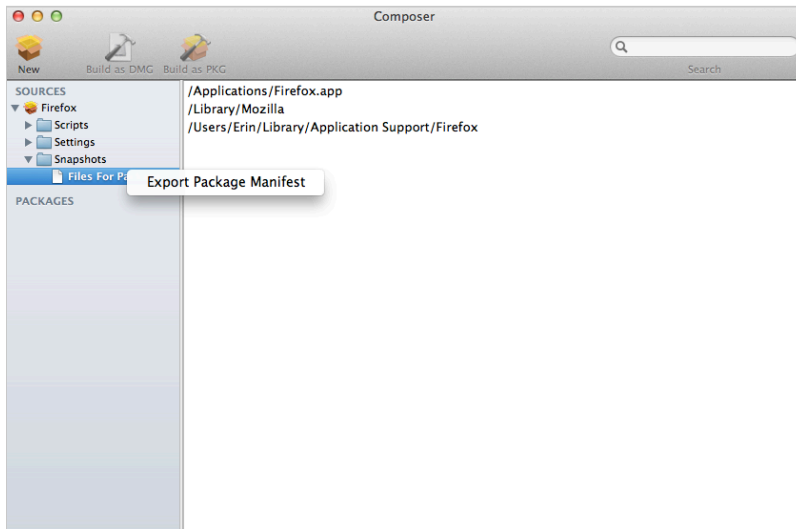 Composer
New
Build as DMG
Build as PKG
Search
SOURCES
Firefox
Scripts
Settings
Snapshots
Files For
Export Package Manifest
PACKAGES
/Applications/Firefox.app
/Library/Mozilla
/Users/Erin/Library/Application Support/Firefox